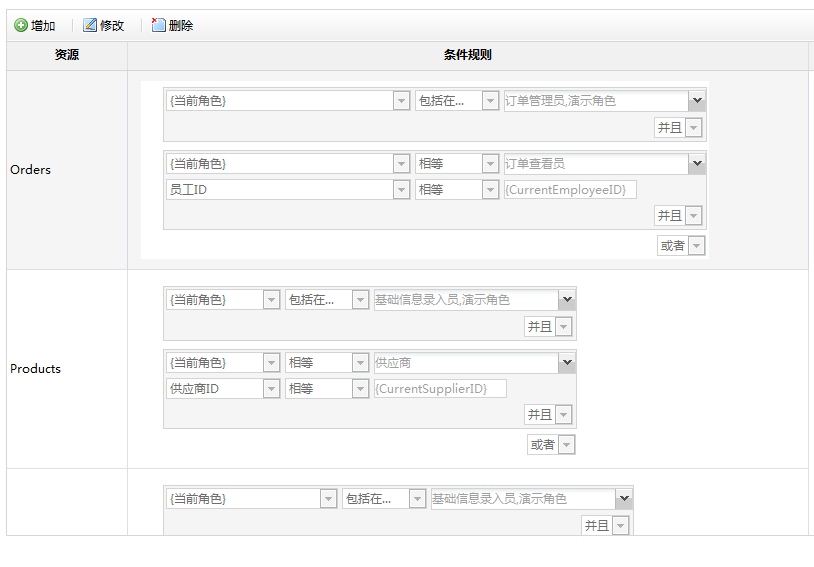 增加 修改 删除
资源 条件规则
{当前角色} 包括在... 订单管理员,演示角色
并且
{当前角色} 相等 订单查看员
Orders
员工ID 相等 {CurrentEmployeeID}
并且
或者
{当前角色} 包括在... 基础信息录入员,演示角色
并且
{当前角色} 相等 供应商
Products
供应商ID 相等 {CurrentSupplierID}
并且
或者
{当前角色} 包括在... 基础信息录入员,演示角色
并且